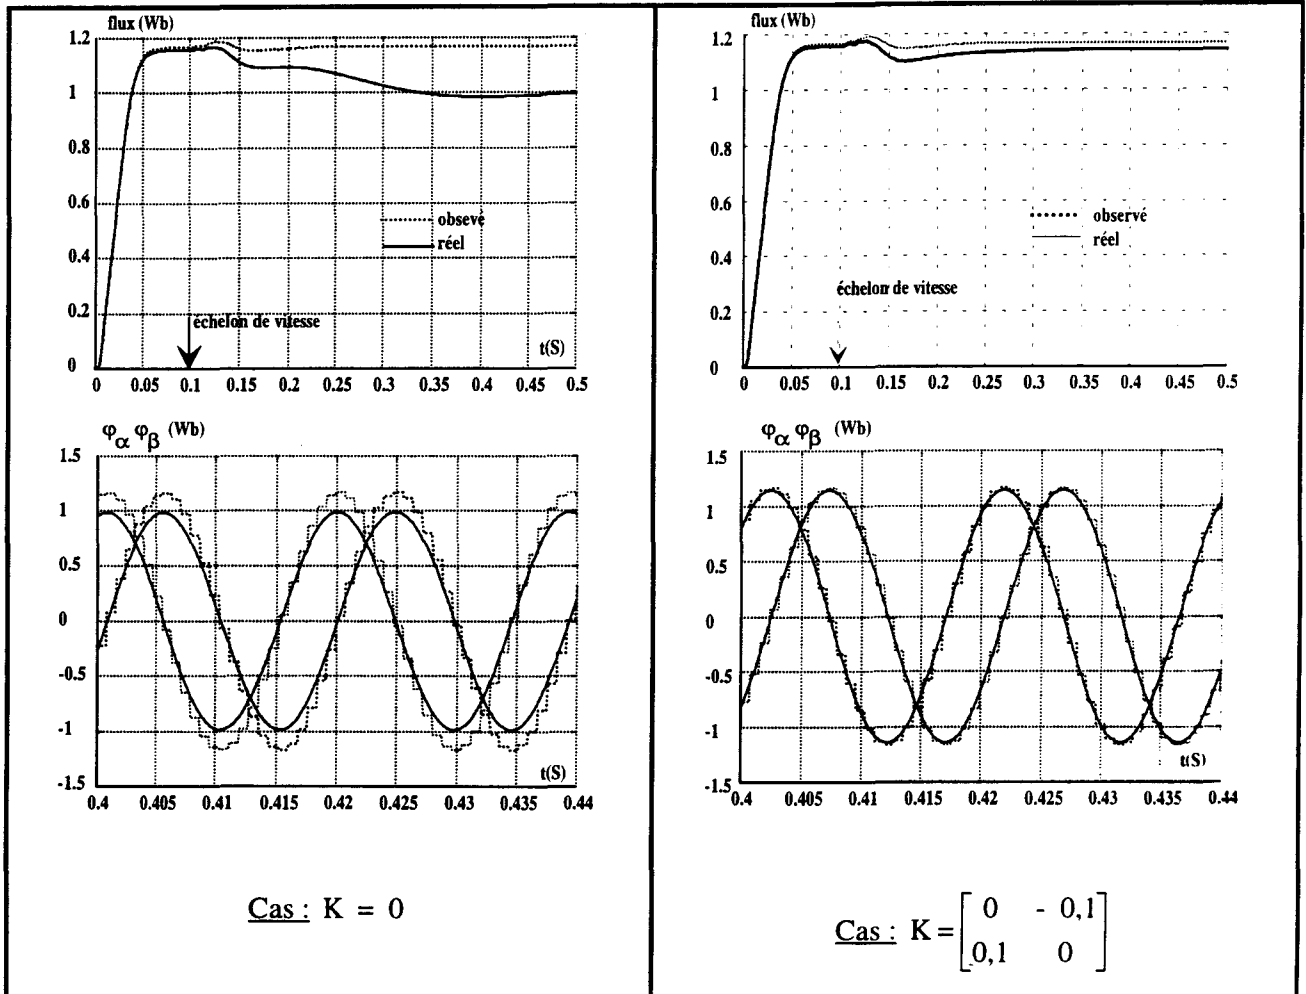 flux (Wb)
1.2
1
0.8
0.6
0.4
0.2
0
obsevé
réel
échelon de vitesse
t(S)
0 0.05 0.1 0.15 0.2 0.25 0.3 0.35 0.4 0.45 0.5
φα φβ (Wb)
1.5
1
0.5
0
-0.5
-1
-1.5
t(S)
0.4 0.405 0.41 0.415 0.42 0.425 0.43 0.435 0.44
Cas : K = 0
flux (Wb)
1.2
1
0.8
0.6
0.4
0.2
0
observé
réel
échelon de vitesse
0 0.05 0.1 0.15 0.2 0.25 0.3 0.35 0.4 0.45 0.5
φα φβ (Wb)
1.5
1
0.5
0
-0.5
-1
-1.5
t(S)
0.4 0.405 0.41 0.415 0.42 0.425 0.43 0.435 0.44
Cas : K = [0 - 0,1
0,1 0]